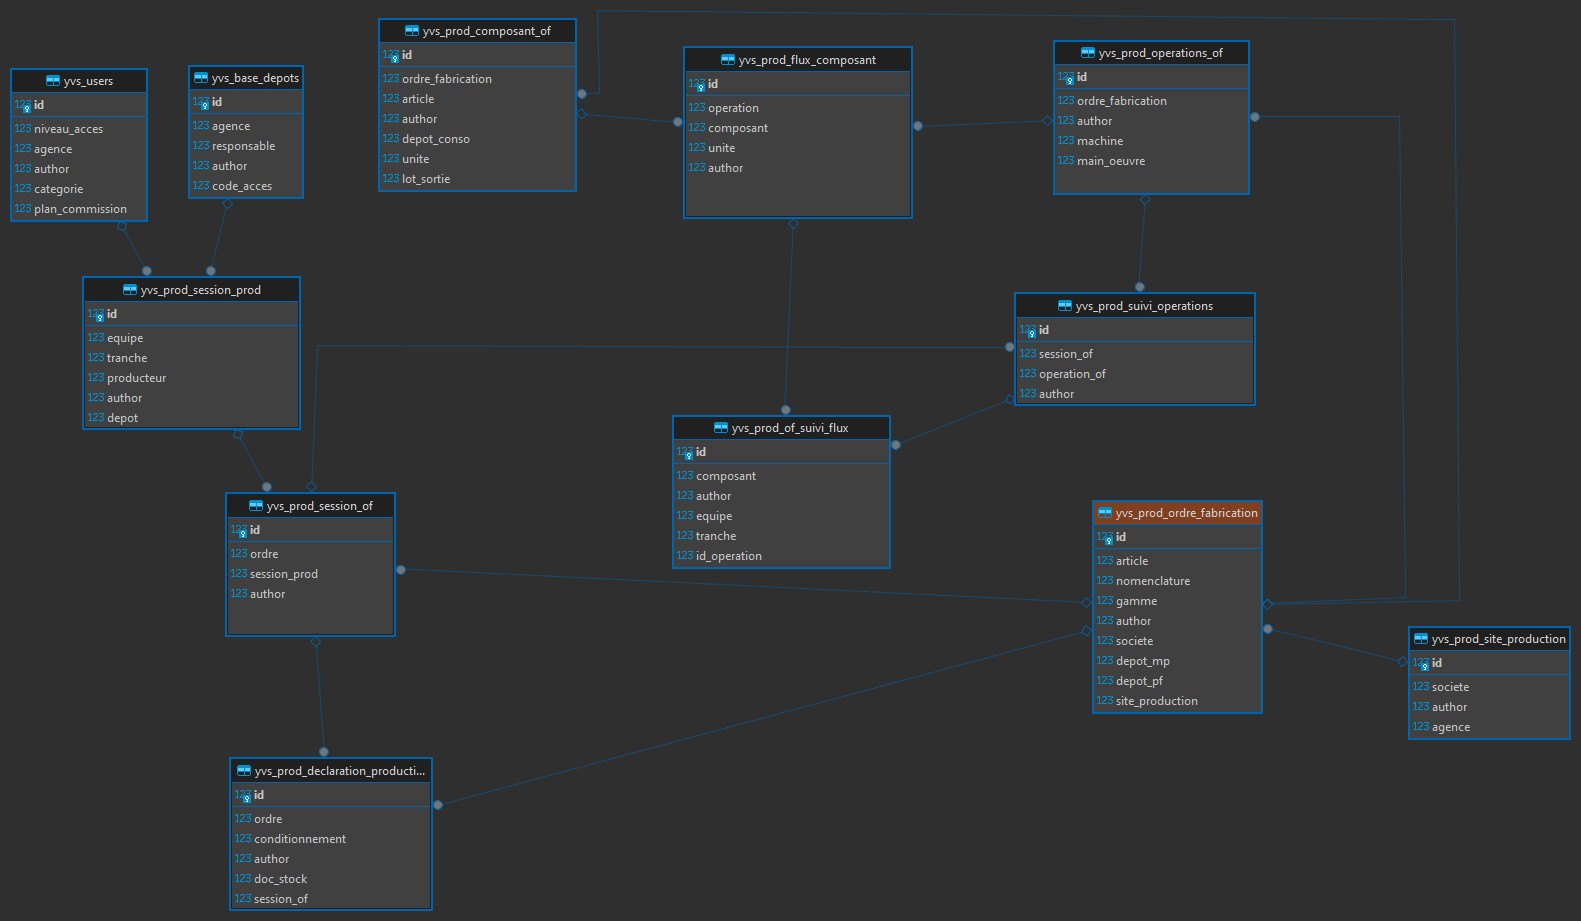 yvs_users
123 id
123 niveau_acces
123 agence
123 author
123 categorie
123 plan_commission
yvs_base_depots
123 id
123 agence
123 responsable
123 author
123 code_acces
yvs_prod_composant_of
123 id
123 ordre_fabrication
123 article
123 author
123 depot_conso
123 unite
123 lot_sortie
yvs_prod_flux_composant
123 id
123 operation
123 composant
123 unite
123 author
yvs_prod_operations_of
123 id
123 ordre_fabrication
123 author
123 machine
123 main_oeuvre
yvs_prod_session_prod
123 id
123 equipe
123 tranche
123 producteur
123 author
123 depot
yvs_prod_suivi_operations
123 id
123 session_of
123 operation_of
123 author
yvs_prod_of_suivi_flux
123 id
123 composant
123 author
123 equipe
123 tranche
123 id_operation
yvs_prod_session_of
123 id
123 ordre
123 session_prod
123 author
yvs_prod_ordre_fabrication
123 id
123 article
123 nomenclature
123 gamme
123 author
123 societe
123 depot_mp
123 depot_pf
123 site_production
yvs_prod_site_production
123 id
123 societe
123 author
123 agence
yvs_prod_declaration_producti...
123 id
123 ordre
123 conditionnement
123 author
123 doc_stock
123 session_of